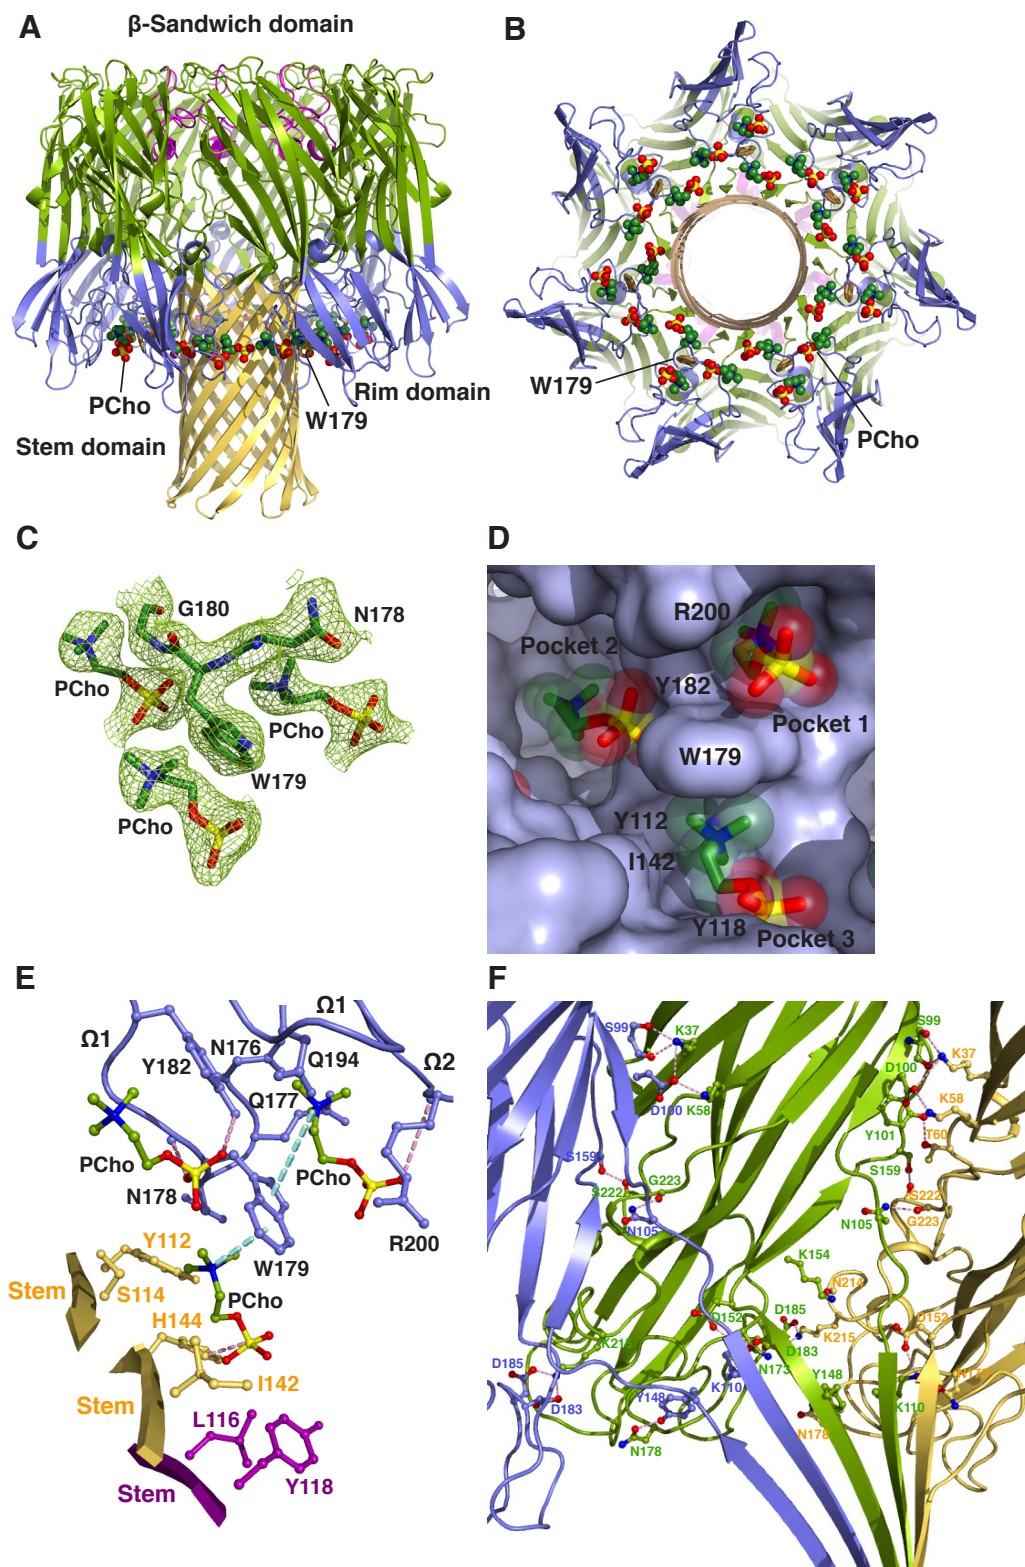 A
β-Sandwich domain
PCho
W179
Rim domain
Stem domain
B
W179
PCho
C
G180
N178
PCho
PCho
W179
PCho
D
R200
Pocket 2
Y182
Pocket 1
W179
Y112
I142
Y118
Pocket 3
E
Ω1
Ω1
N176
Y182
Q194
Ω2
Q177
PCho
PCho
N178
R200
Y112
W179
Stem
S114
PCho
H144
I142
Stem
L116
Stem
Y118
F
S99
K37
D100
K58
S159
S222
G223
N105
S99
K37
D100
K58
Y101
T60
S159
S222
N105
G223
K154
N214
D152
D185
D152
K215
D183
K215
N173
D185
K110
Y148
D183
Y148
K110
N178
N178